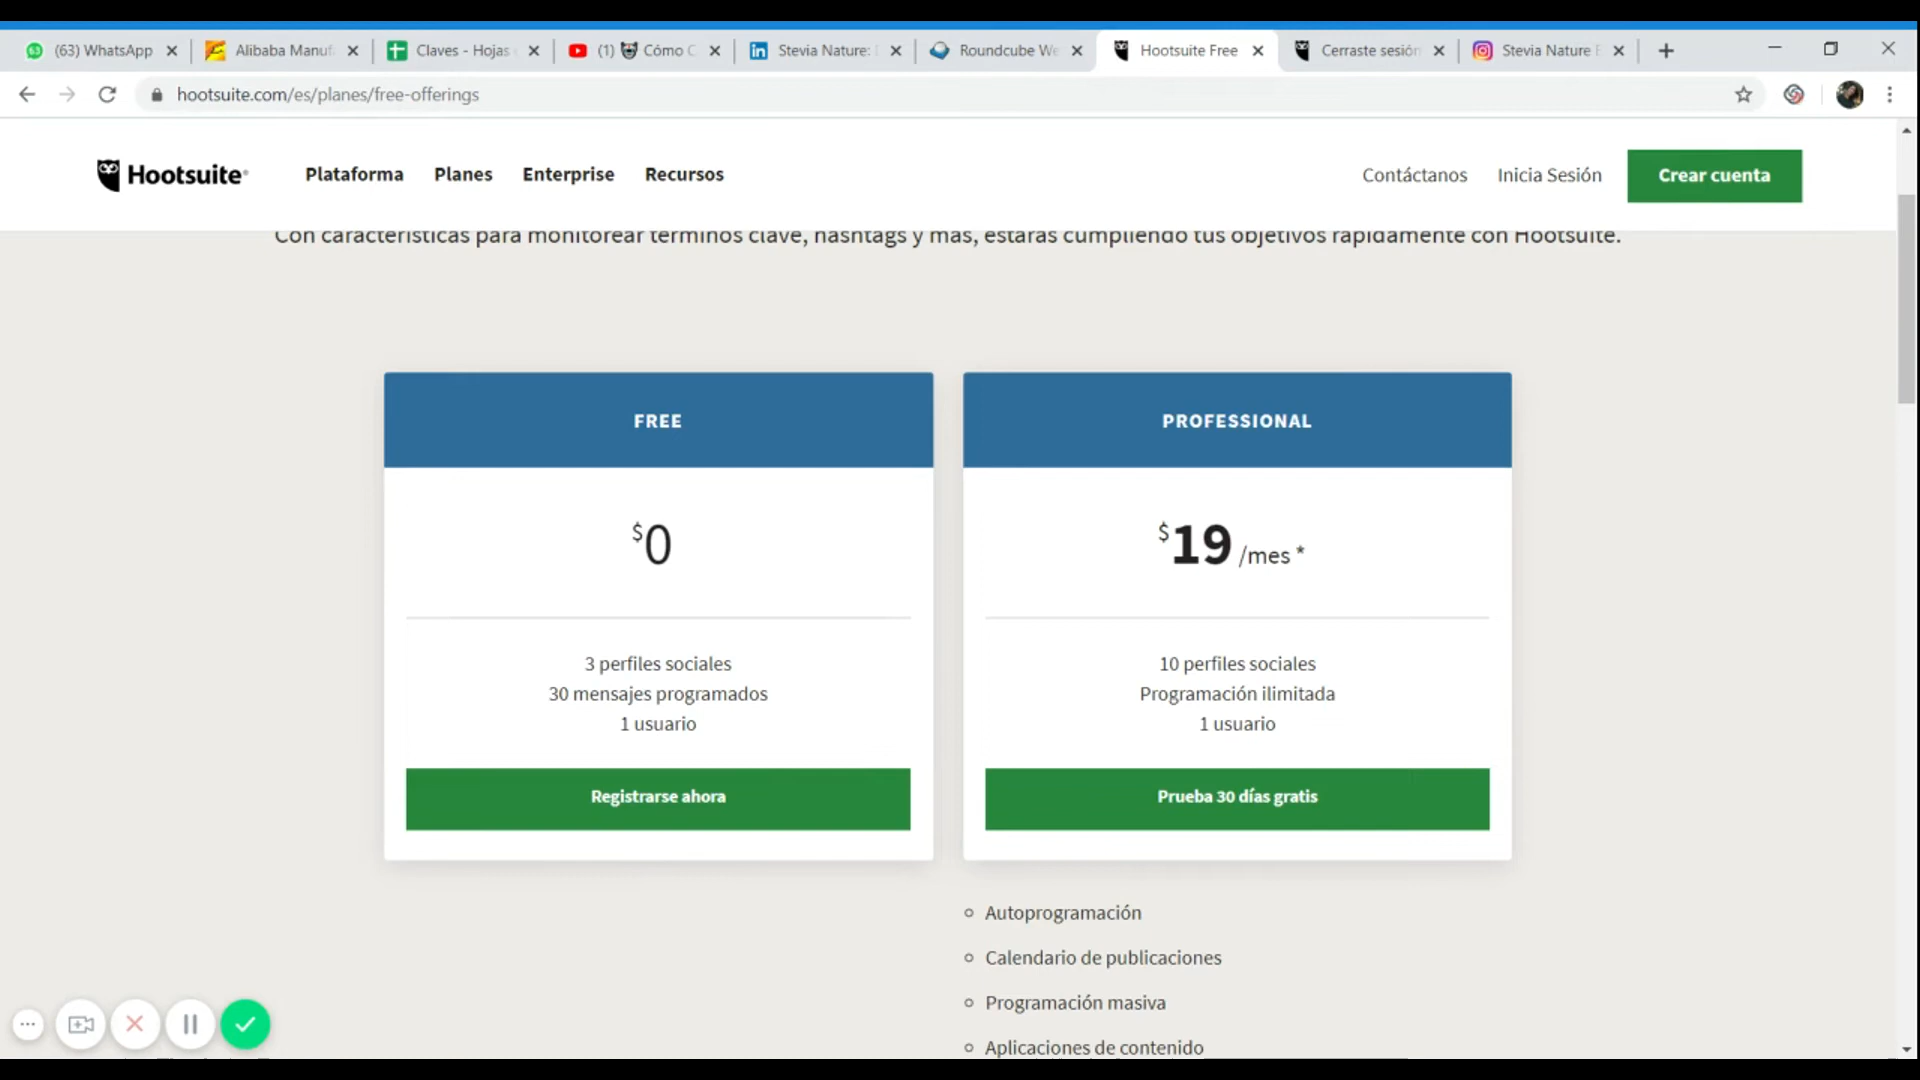 (63) WhatsApp
Alibaba Manuf
Claves - Hojas
(1) Cómo C
Stevia Nature:
Roundcube We
Hootsuite Free
Cerraste sesión
Stevia Nature
hootsuite.com/es/planes/free-offerings
Hootsuite
Plataforma
Planes
Enterprise
Recursos
Contáctanos
Inicia Sesión
Crear cuenta
Con características para monitorear términos clave, hashtags y más, estarás cumpliendo tus objetivos rápidamente con Hootsuite.
FREE
$0
3 perfiles sociales
30 mensajes programados
1 usuario
Registrarse ahora
PROFESSIONAL
$19 /mes *
10 perfiles sociales
Programación ilimitada
1 usuario
Prueba 30 días gratis
Autoprogramación
Calendario de publicaciones
Programación masiva
Aplicaciones de contenido